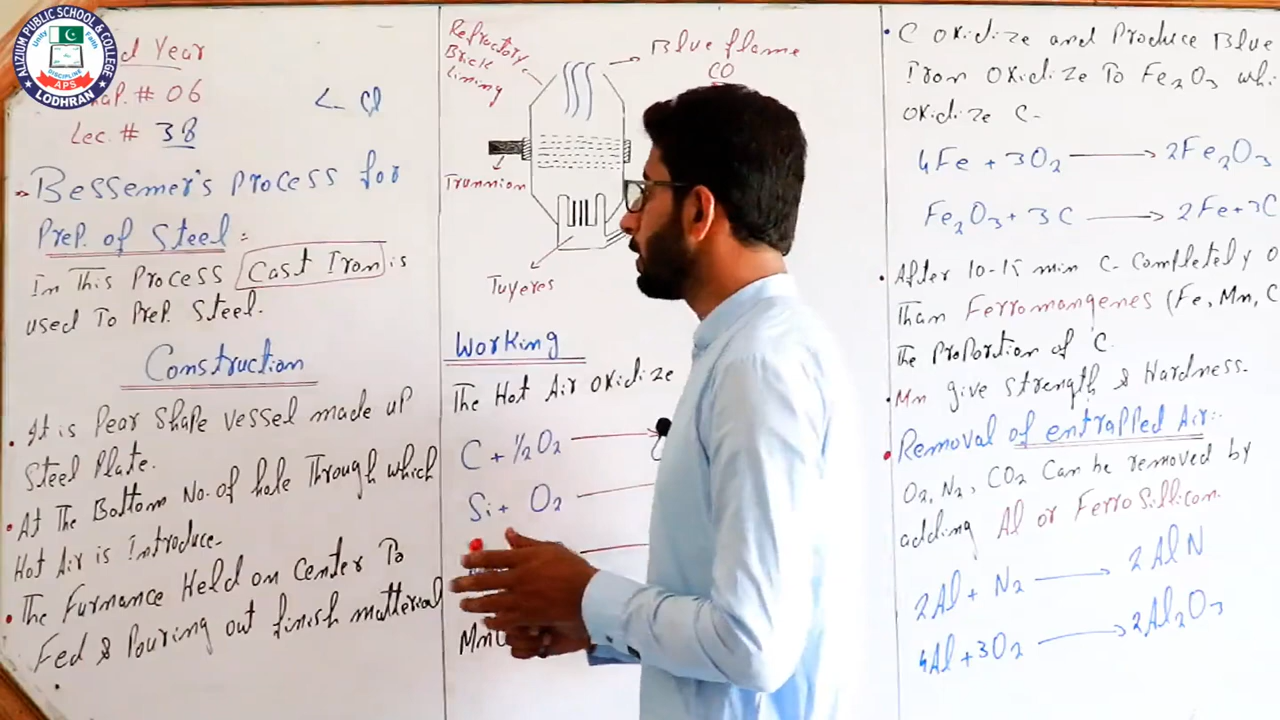 ALIZIUM PUBLIC SCHOOL & COLLEGE
Unity
Faith
DISCIPLINE
APS
LODHRAN
Year
# 06
Lec. # 38
Bessemer's Process for
Prep. of Steel:
In This Process Cast Iron is
used To Prep. Steel.
Construction
It is Pear Shape vessel made up
Steel Plate.
At The Bottom No. of hole Through which
Hot Air is Introduce.
The Furnance Held on Center To
Fed & Pouring out finish matterial
Refractory
Brick
Lining
Blue flame
CO
Trunnion
Tuyeres
Working
The Hot Air oxidize
C + ½O2
Si + O2
C oxidize and Produce Blue
Iron Oxidize To Fe2O3 whi
oxidize C-
4Fe + 3O2 → 2Fe2O3
Fe2O3 + 3C → 2Fe + 3C
After 10-15 min C- Completely O
Than Ferromangenes (Fe, Mn, C
The Proportion of C
Mn give Strength & Hardness.
Removal of entrapped Air:-
O2, N2, CO2 Can be removed by
adding Al or Ferro Sillicon.
2Al + N2 → 2AlN
4Al + 3O2 → 2Al2O3